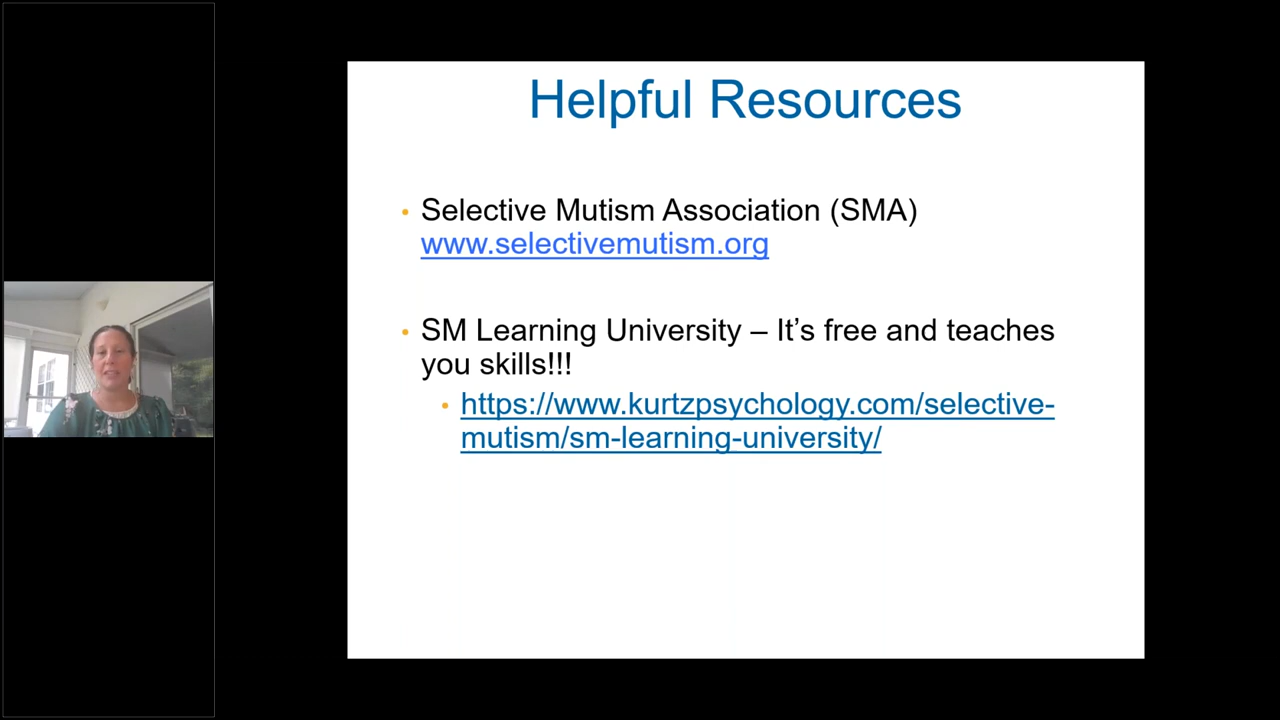 Helpful Resources
• Selective Mutism Association (SMA)
www.selectivemutism.org
• SM Learning University – It’s free and teaches
you skills!!!
• https://www.kurtzpsychology.com/selective-
mutism/sm-learning-university/